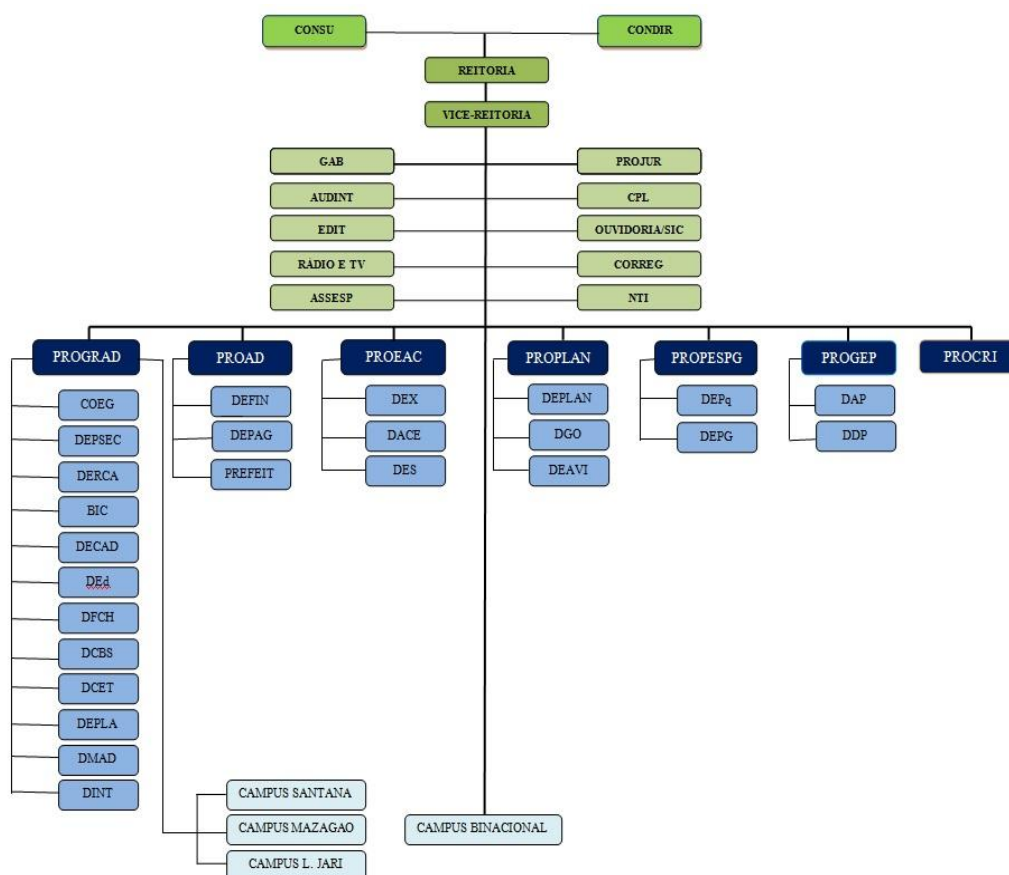 CONSU
CONDIR
REITORIA
VICE-REITORIA
GAB
PROJUR
AUDINT
CPL
EDIT
OUVIDORIA/SIC
RÁDIO E TV
CORREG
ASSESP
NTI
PROGRAD
PROAD
PROEAC
PROPLAN
PROPESPG
PROGEP
PROCRI
COEG
DEPSEC
DERCA
BIC
DECAD
DEd
DFCH
DCBS
DCET
DEPLA
DMAD
DINT
DEFIN
DEPAG
PREFEIT
DEX
DACE
DES
DEPLAN
DGO
DEAVI
DEPq
DEPG
DAP
DDP
CAMPUS SANTANA
CAMPUS MAZAGAO
CAMPUS L. JARI
CAMPUS BINACIONAL